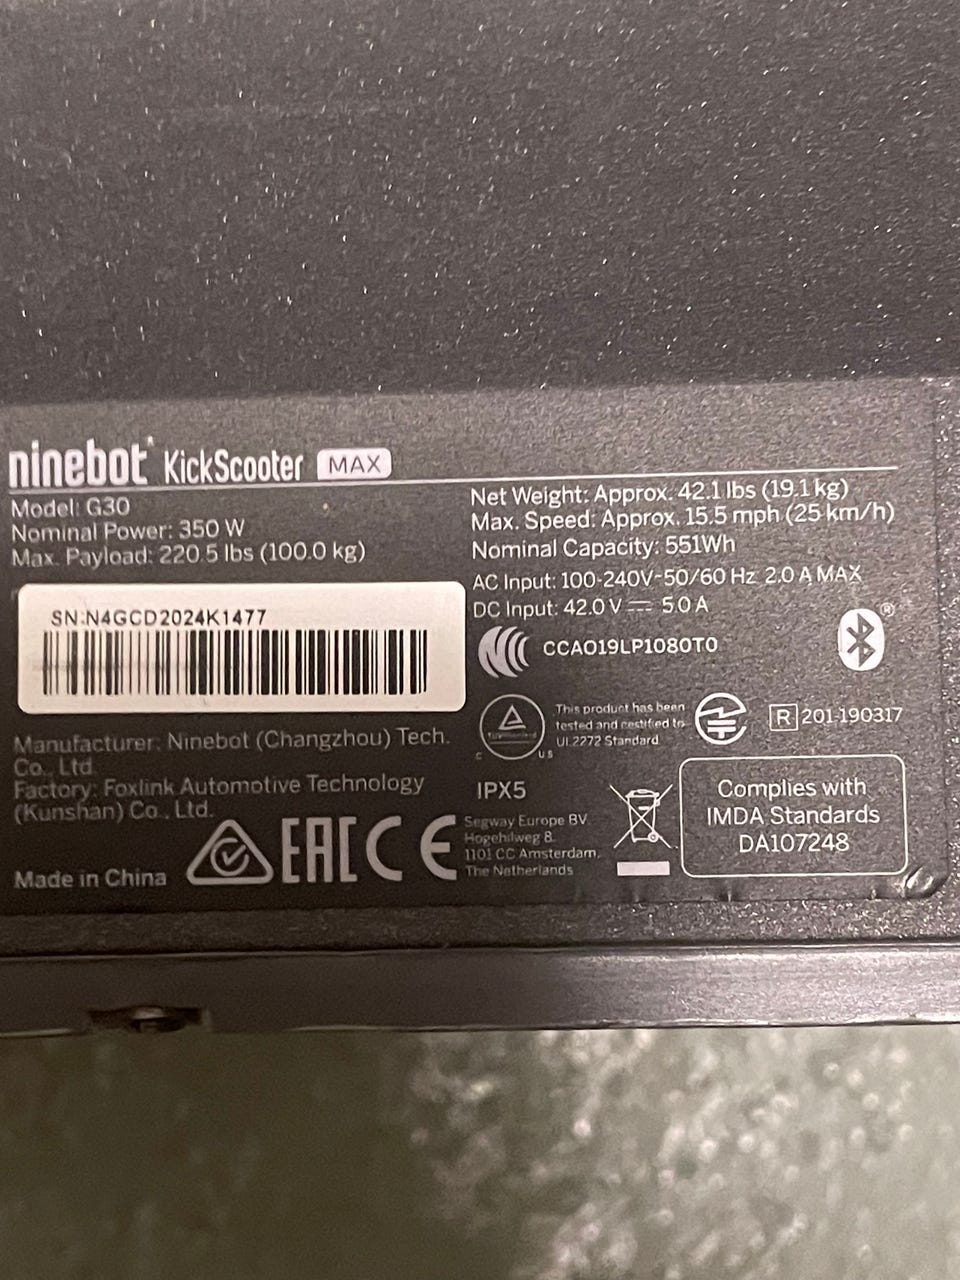 ninebot KickScooter MAX
Model: G30
Nominal Power: 350 W
Max. Payload: 220.5 lbs (100.0 kg)
SN:N4GCD2024K1477
Manufacturer: Ninebot (Changzhou) Tech.
Co., Ltd.
Factory: Foxlink Automotive Technology
(Kunshan) Co., Ltd.
Made in China
EAC CE
Net Weight: Approx. 42.1 lbs (19.1 kg)
Max. Speed: Approx. 15.5 mph (25 km/h)
Nominal Capacity: 551Wh
AC Input: 100-240V~50/60 Hz 2.0 A MAX
DC Input: 42.0 V ⎓ 5.0 A
CCAO19LP1080T0
®
c US
This product has been
tested and certified to
UL2272 Standard
R 201-190317
IPX5
Segway Europe BV.
Hogehilweg 8.
1101 CC Amsterdam.
The Netherlands
Complies with
IMDA Standards
DA107248